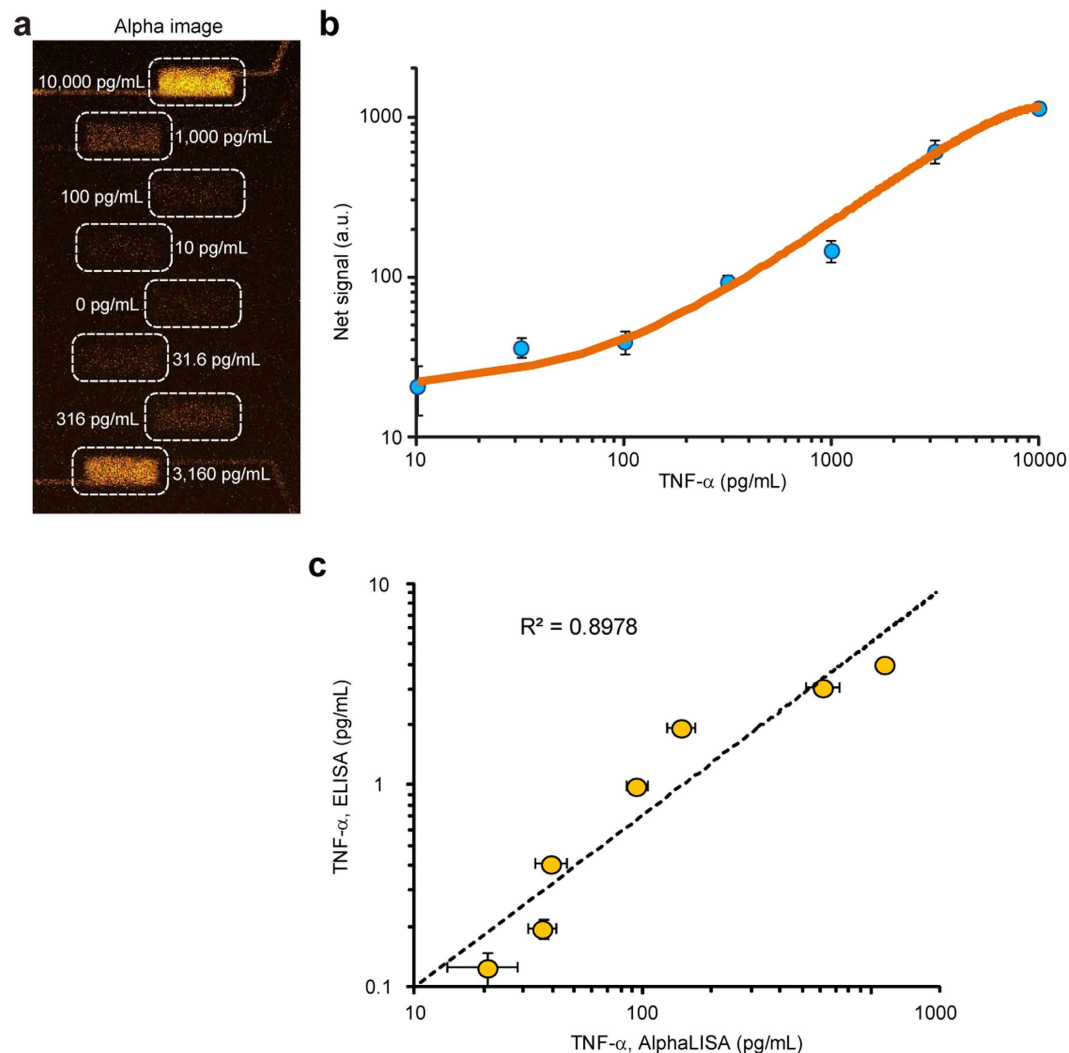 a
Alpha image
10,000 pg/mL
1,000 pg/mL
100 pg/mL
10 pg/mL
0 pg/mL
31.6 pg/mL
316 pg/mL
3,160 pg/mL
b
Net signal (a.u.)
1000
100
10
10
100
1000
10000
TNF-α (pg/mL)
c
TNF-α, ELISA (pg/mL)
10
1
0.1
R² = 0.8978
10
100
1000
TNF-α, AlphaLISA (pg/mL)